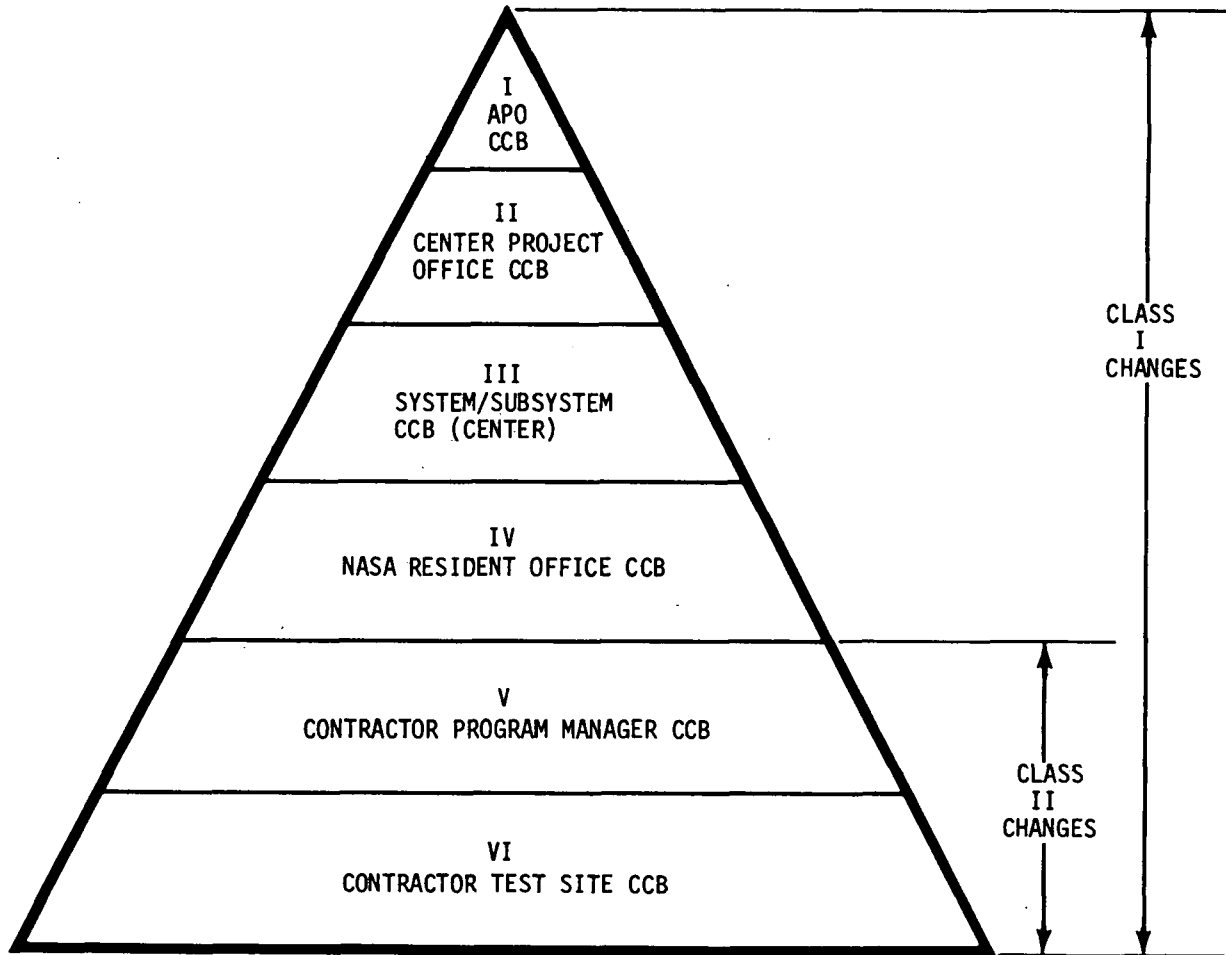 I
APO
CCB
II
CENTER PROJECT
OFFICE CCB
III
SYSTEM/SUBSYSTEM
CCB (CENTER)
IV
NASA RESIDENT OFFICE CCB
V
CONTRACTOR PROGRAM MANAGER CCB
VI
CONTRACTOR TEST SITE CCB
CLASS
I
CHANGES
CLASS
II
CHANGES